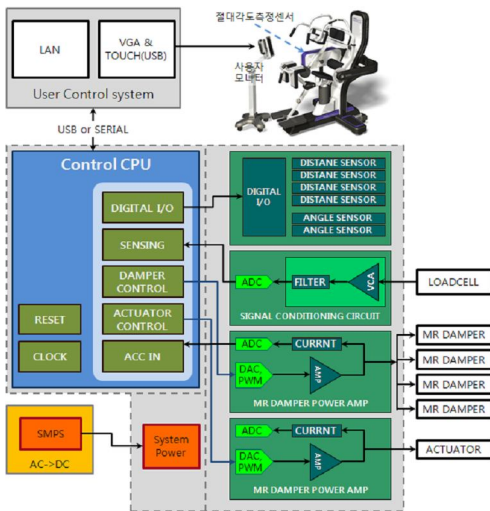 LAN
VGA &
TOUCH(USB)
User Control system
절대각도측정센서
사용자
모니터
USB or SERIAL
Control CPU
DIGITAL I/O
SENSING
DAMPER
CONTROL
ACTUATOR
CONTROL
ACC IN
RESET
CLOCK
DIGITAL
I/O
DISTANE SENSOR
DISTANE SENSOR
DISTANE SENSOR
DISTANE SENSOR
ANGLE SENSOR
ANGLE SENSOR
ADC
FILTER
VCA
SIGNAL CONDITIONING CIRCUIT
LOADCELL
ADC
CURRNT
DAC,
PWM
AMP
MR DAMPER POWER AMP
MR DAMPER
MR DAMPER
MR DAMPER
MR DAMPER
ADC
CURRNT
DAC,
PWM
AMP
MR DAMPER POWER AMP
ACTUATOR
SMPS
AC->DC
System
Power